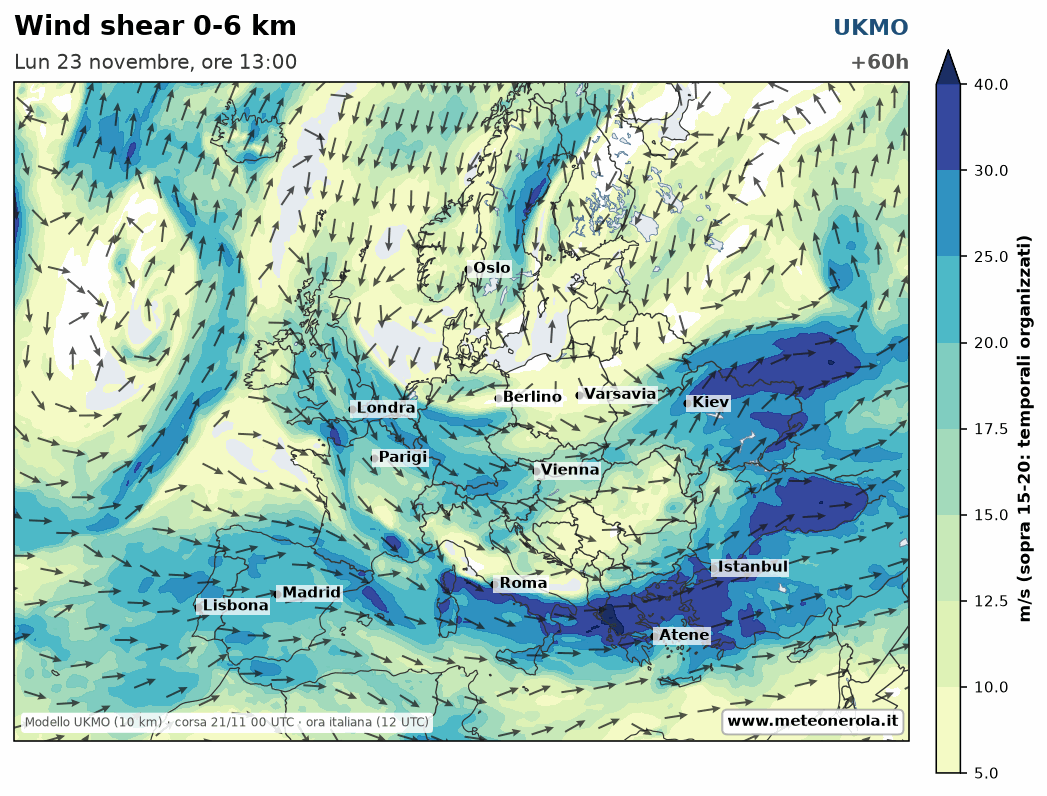 Wind shear 0-6 km
UKMO
Lun 23 novembre, ore 13:00
+60h
40.0
30.0
25.0
20.0
17.5
15.0
12.5
10.0
5.0
m/s (sopra 15-20: temporali organizzati)
Oslo
Berlino
Varsavia
Londra
Kiev
Parigi
Vienna
Istanbul
Roma
Madrid
Lisbona
Atene
Modello UKMO (10 km) · corsa 21/11 00 UTC · ora italiana (12 UTC)
www.meteonerola.it